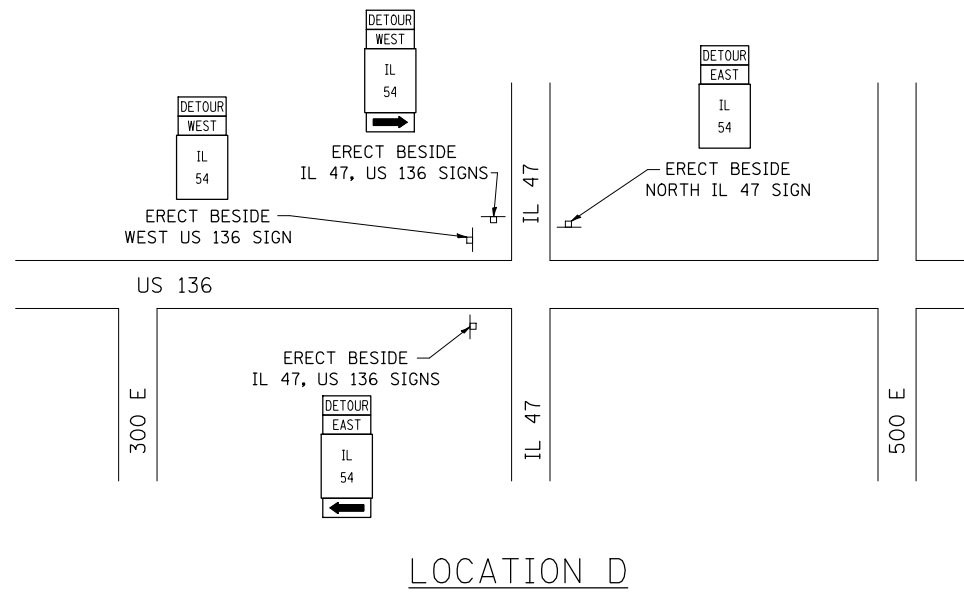 DETOUR
WEST
IL
54
ERECT BESIDE
IL 47, US 136 SIGNS
DETOUR
EAST
IL
54
ERECT BESIDE
NORTH IL 47 SIGN
DETOUR
WEST
IL
54
ERECT BESIDE
WEST US 136 SIGN
IL 47
US 136
ERECT BESIDE
IL 47, US 136 SIGNS
DETOUR
EAST
IL
54
300 E
IL 47
500 E
LOCATION D